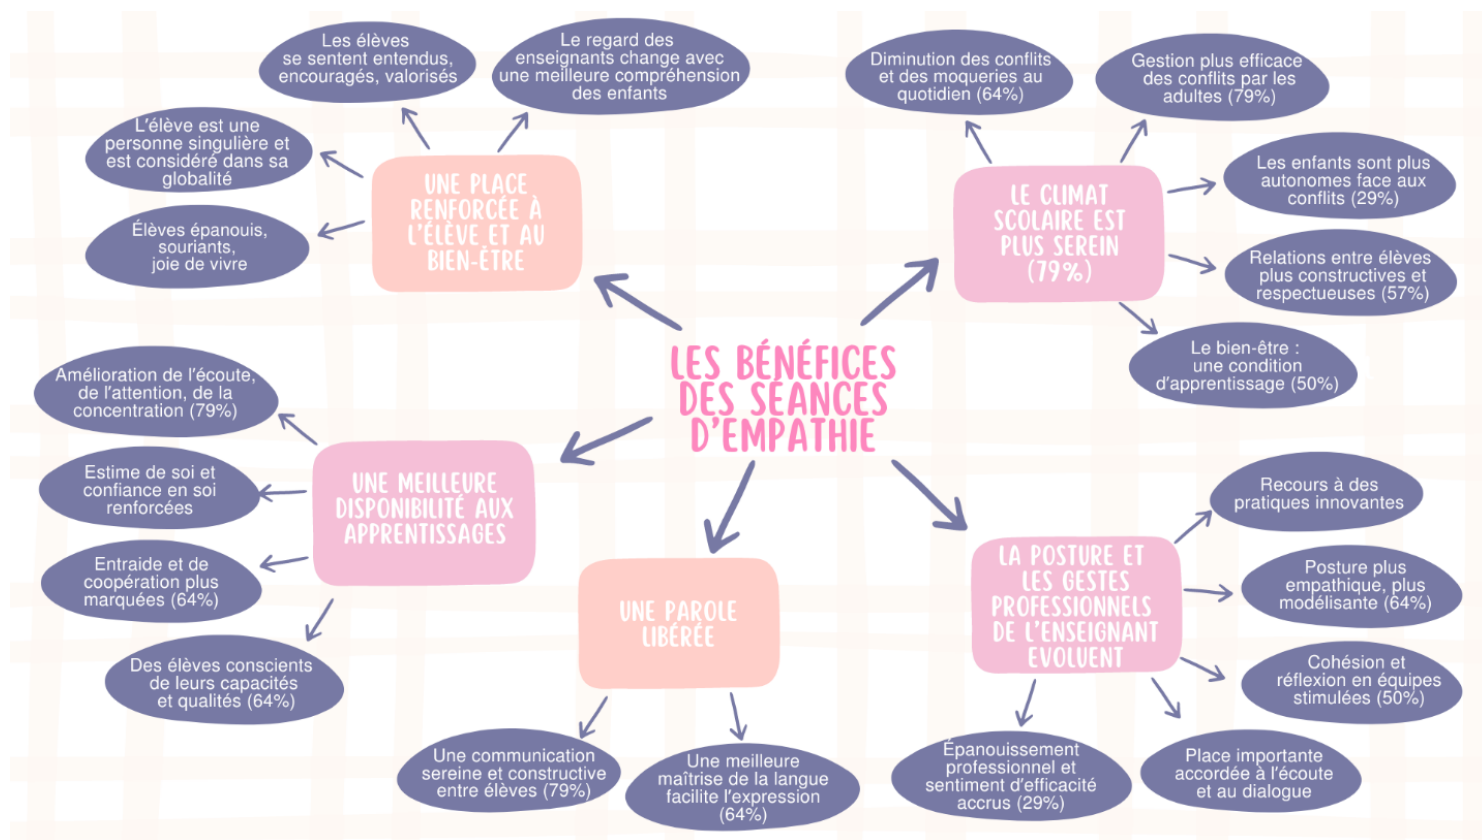 LES BÉNÉFICES
DES SÉANCES
D'EMPATHIE
UNE PLACE
RENFORCÉE À
L'ÉLÈVE ET AU
BIEN-ÊTRE
Les élèves
se sentent entendus,
encouragés, valorisés
Le regard des
enseignants change avec
une meilleure compréhension
des enfants
L'élève est une
personne singulière et
est considéré dans sa
globalité
Élèves épanouis,
souriants,
joie de vivre
LE CLIMAT
SCOLAIRE EST
PLUS SEREIN
(79%)
Diminution des conflits
et des moqueries au
quotidien (64%)
Gestion plus efficace
des conflits par les
adultes (79%)
Les enfants sont plus
autonomes face aux
conflits (29%)
Relations entre élèves
plus constructives et
respectueuses (57%)
Le bien-être :
une condition
d'apprentissage (50%)
UNE MEILLEURE
DISPONIBILITÉ AUX
APPRENTISSAGES
Amélioration de l'écoute,
de l'attention, de la
concentration (79%)
Estime de soi et
confiance en soi
renforcées
Entraide et de
coopération plus
marquées (64%)
Des élèves conscients
de leurs capacités
et qualités (64%)
UNE PAROLE
LIBÉRÉE
Une communication
sereine et constructive
entre élèves (79%)
Une meilleure
maîtrise de la langue
facilite l'expression
(64%)
LA POSTURE ET
LES GESTES
PROFESSIONNELS
DE L'ENSEIGNANT
EVOLUENT
Recours à des
pratiques innovantes
Posture plus
empathique, plus
modélisante (64%)
Cohésion et
réflexion en équipes
stimulées (50%)
Place importante
accordée à l'écoute
et au dialogue
Épanouissement
professionnel et
sentiment d'efficacité
accrus (29%)